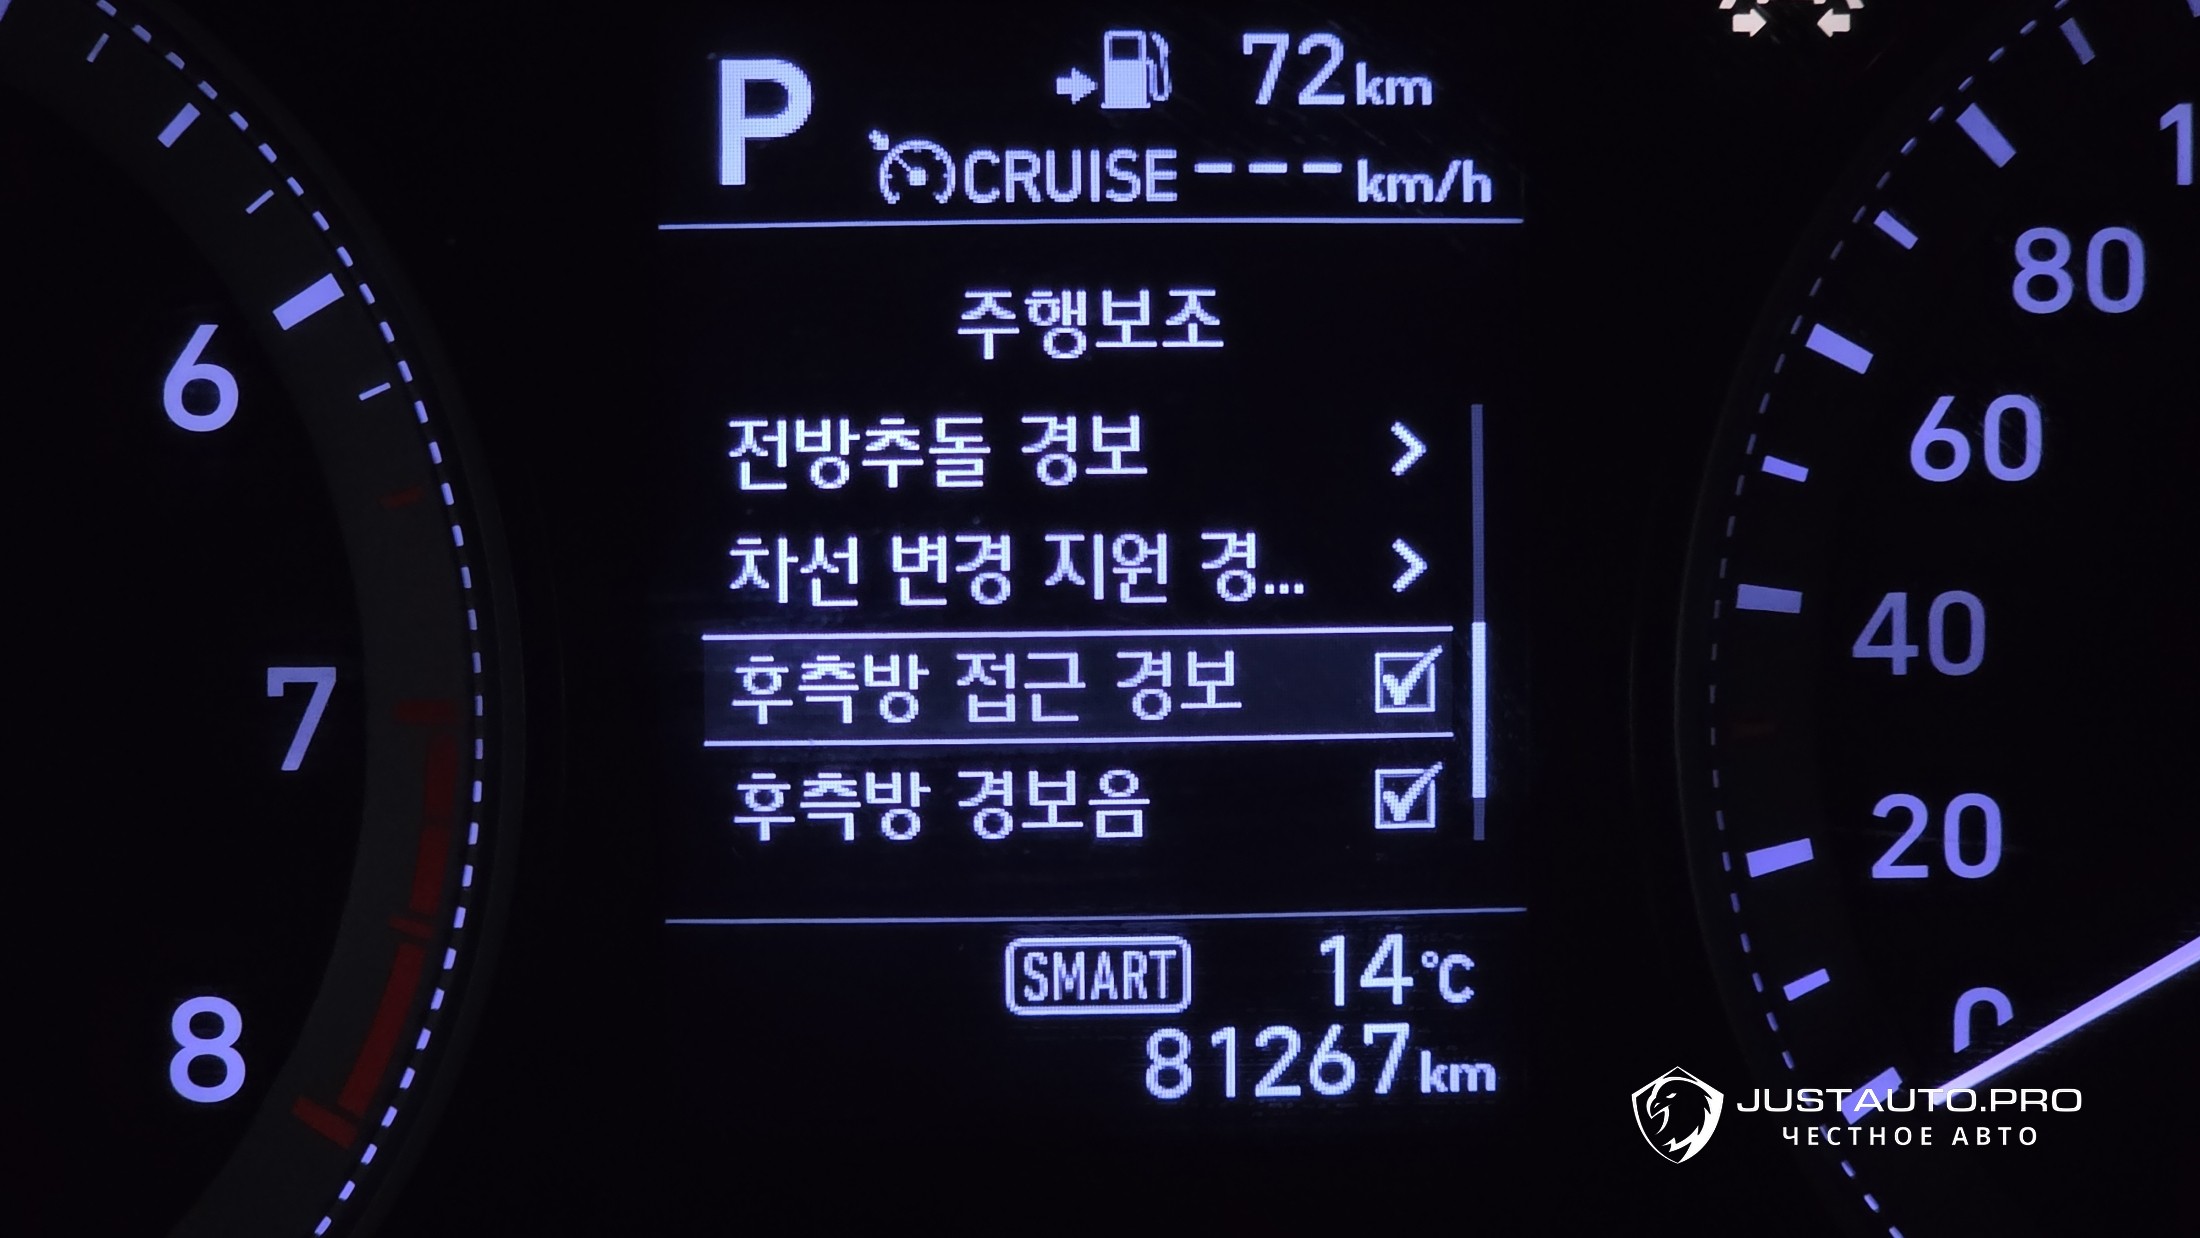 P
72km
CRUISE ---km/h
주행보조
전방추돌 경보 >
차선 변경 지원 경... >
후측방 접근 경보
후측방 경보음
SMART 14°C
81267km
6
7
8
80
60
40
20
0
JUSTAUTO.PRO
ЧЕСТНОЕ АВТО